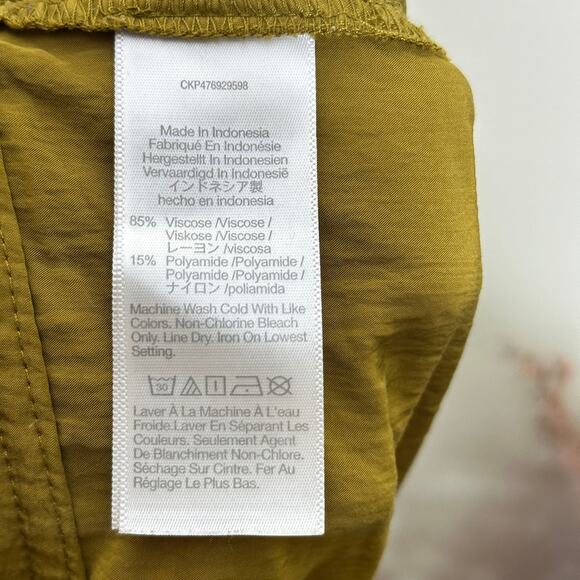 CKP476929598
Made In Indonesia
Fabriqué En Indonésie
Hergestellt In Indonesien
Vervaardigd In Indonesië
インドネシア製
hecho en indonesia
85% Viscose /Viscose /
Viskose /Viscose /
レーヨン /viscosa
15% Polyamide /Polyamide /
Polyamide /Polyamide /
ナイロン /poliamida
Machine Wash Cold With Like
Colors. Non-Chlorine Bleach
Only. Line Dry. Iron On Lowest
Setting.
30
Laver À La Machine À L'eau
Froide.Laver En Séparant Les
Couleurs. Seulement Agent
De Blanchiment Non-Chlore.
Séchage Sur Cintre. Fer Au
Réglage Le Plus Bas.